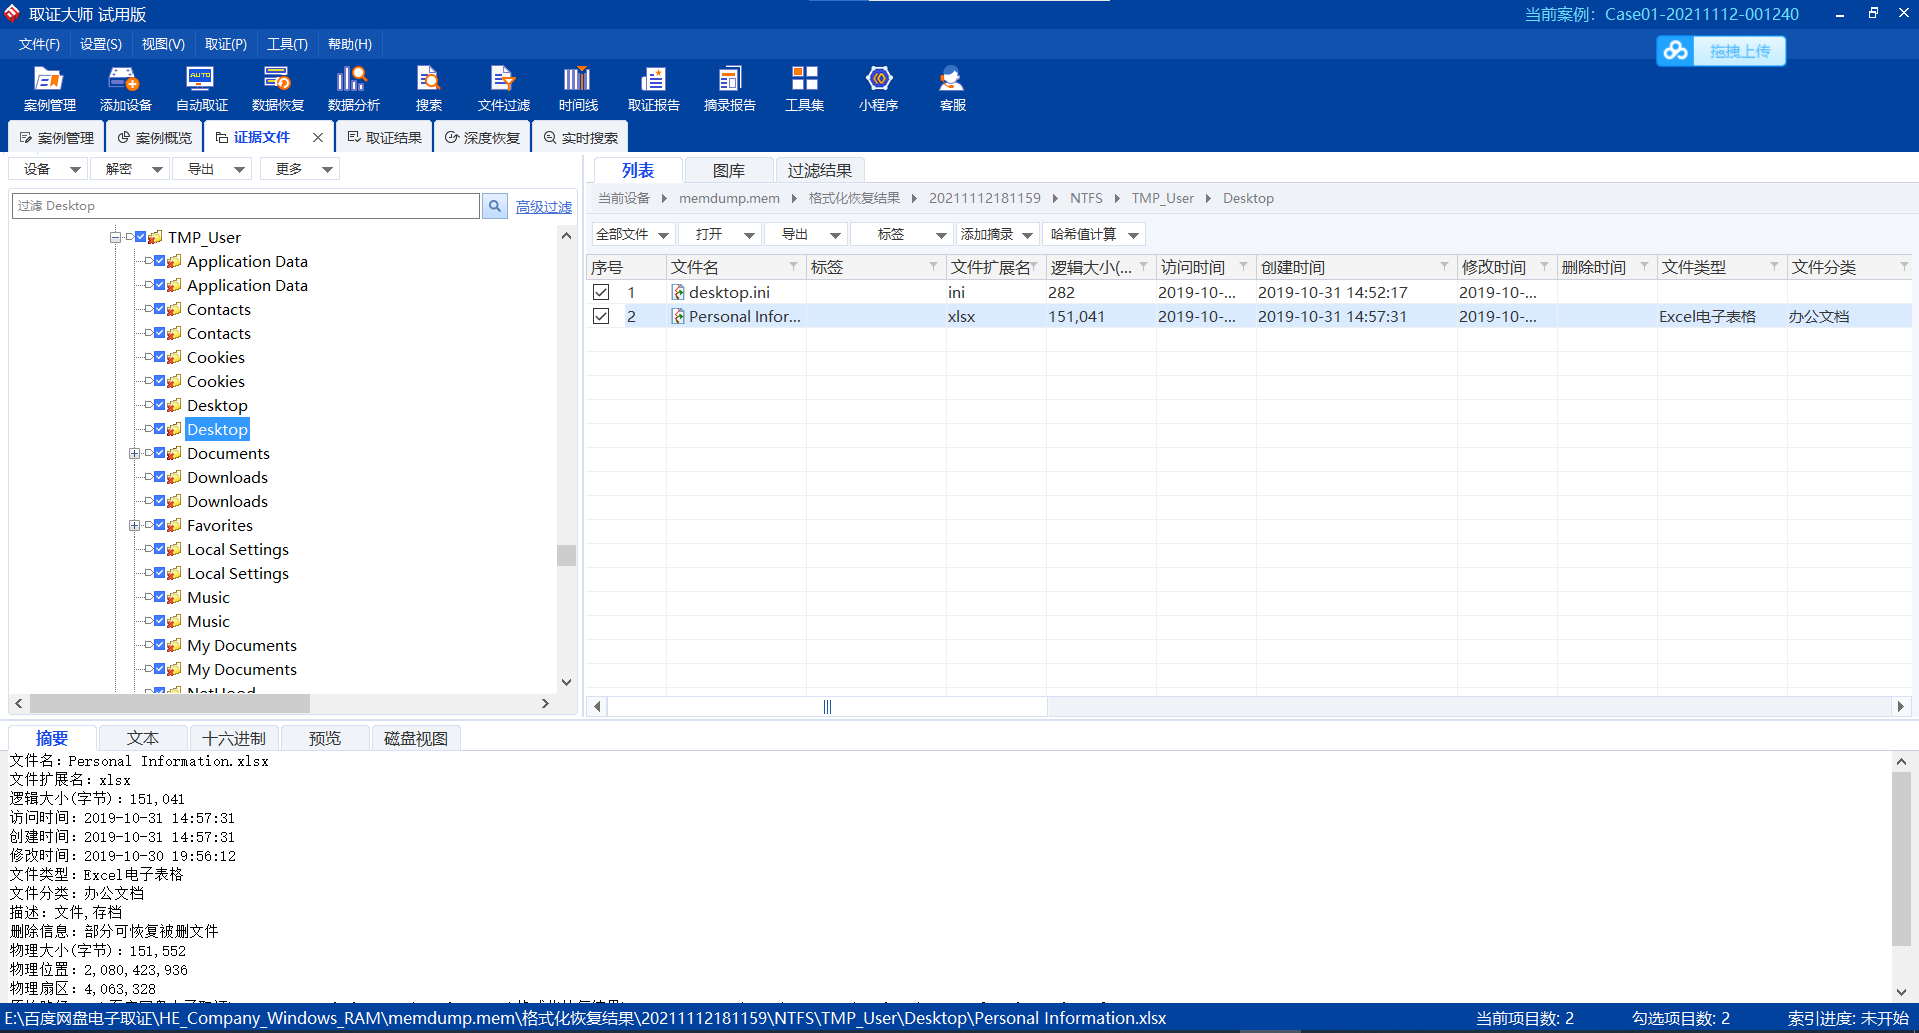 取证大师 试用版
当前案例：Case01-20211112-001240
文件(F) 设置(S) 视图(V) 取证(P) 工具(T) 帮助(H)
拖拽上传
案例管理 添加设备 自动取证 数据恢复 数据分析 搜索 文件过滤 时间线 取证报告 摘录报告 工具集 小程序 客服
案例管理 案例概览 证据文件 取证结果 深度恢复 实时搜索
设备 解密 导出 更多
过滤 Desktop 高级过滤
TMP_User
Application Data
Application Data
Contacts
Contacts
Cookies
Cookies
Desktop
Desktop
Documents
Downloads
Downloads
Favorites
Local Settings
Local Settings
Music
Music
My Documents
My Documents
NetHood
列表 图库 过滤结果
当前设备 memdump.mem 格式化恢复结果 20211112181159 NTFS TMP_User Desktop
全部文件 打开 导出 标签 添加摘录 哈希值计算
序号 文件名 标签 文件扩展名 逻辑大小(... 访问时间 创建时间 修改时间 删除时间 文件类型 文件分类
1 desktop.ini ini 282 2019-10-... 2019-10-31 14:52:17 2019-10-...
2 Personal Infor... xlsx 151,041 2019-10-... 2019-10-31 14:57:31 2019-10-... Excel电子表格 办公文档
摘要 文本 十六进制 预览 磁盘视图
文件名：Personal Information.xlsx
文件扩展名：xlsx
逻辑大小(字节)：151,041
访问时间：2019-10-31 14:57:31
创建时间：2019-10-31 14:57:31
修改时间：2019-10-30 19:56:12
文件类型：Excel电子表格
文件分类：办公文档
描述：文件,存档
删除信息：部分可恢复被删文件
物理大小(字节)：151,552
物理位置：2,080,423,936
物理扇区：4,063,328
E:\百度网盘电子取证\HE_Company_Windows_RAM\memdump.mem\格式化恢复结果\20211112181159\NTFS\TMP_User\Desktop\Personal Information.xlsx
当前项目数: 2 勾选项目数: 2 索引进度: 未开始